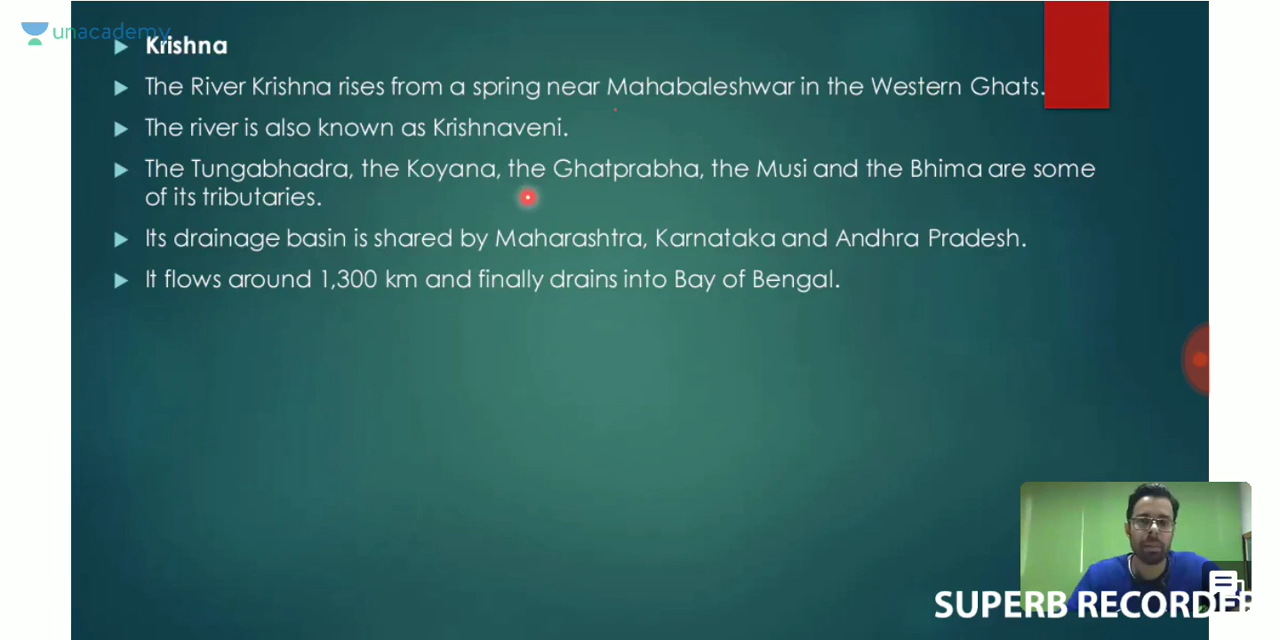 unacademy
Krishna
The River Krishna rises from a spring near Mahabaleshwar in the Western Ghats.
The river is also known as Krishnaveni.
The Tungabhadra, the Koyana, the Ghatprabha, the Musi and the Bhima are some
of its tributaries.
Its drainage basin is shared by Maharashtra, Karnataka and Andhra Pradesh.
It flows around 1,300 km and finally drains into Bay of Bengal.
SUPERB RECORDER